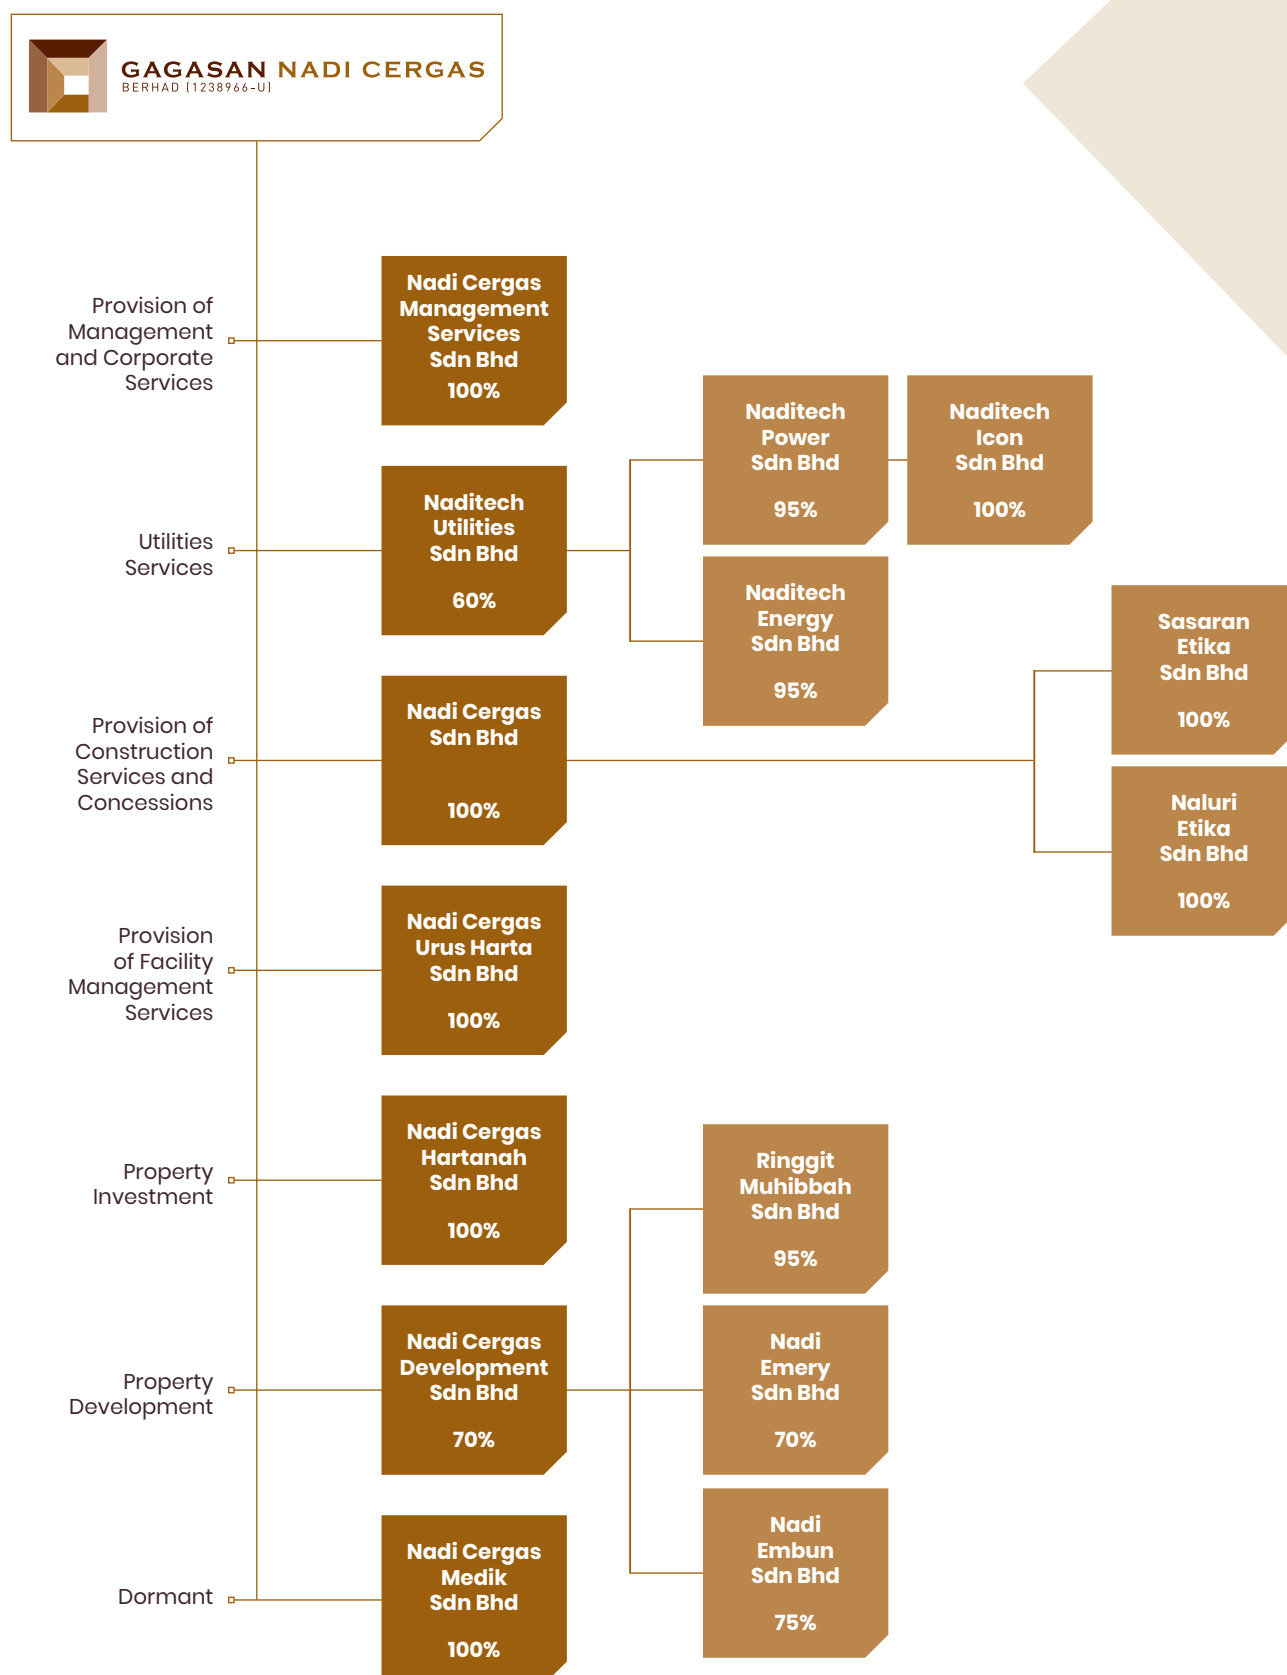 GAGASAN NADI CERGAS
BERHAD (1238966-U)
Provision of
Management
and Corporate
Services
Nadi Cergas
Management
Services
Sdn Bhd
100%
Utilities
Services
Naditech
Utilities
Sdn Bhd
60%
Naditech
Power
Sdn Bhd
95%
Naditech
Icon
Sdn Bhd
100%
Naditech
Energy
Sdn Bhd
95%
Provision of
Construction
Services and
Concessions
Nadi Cergas
Sdn Bhd
100%
Sasaran
Etika
Sdn Bhd
100%
Naluri
Etika
Sdn Bhd
100%
Provision
of Facility
Management
Services
Nadi Cergas
Urus Harta
Sdn Bhd
100%
Property
Investment
Nadi Cergas
Hartanah
Sdn Bhd
100%
Property
Development
Nadi Cergas
Development
Sdn Bhd
70%
Ringgit
Muhibbah
Sdn Bhd
95%
Nadi
Emery
Sdn Bhd
70%
Nadi
Embun
Sdn Bhd
75%
Dormant
Nadi Cergas
Medik
Sdn Bhd
100%